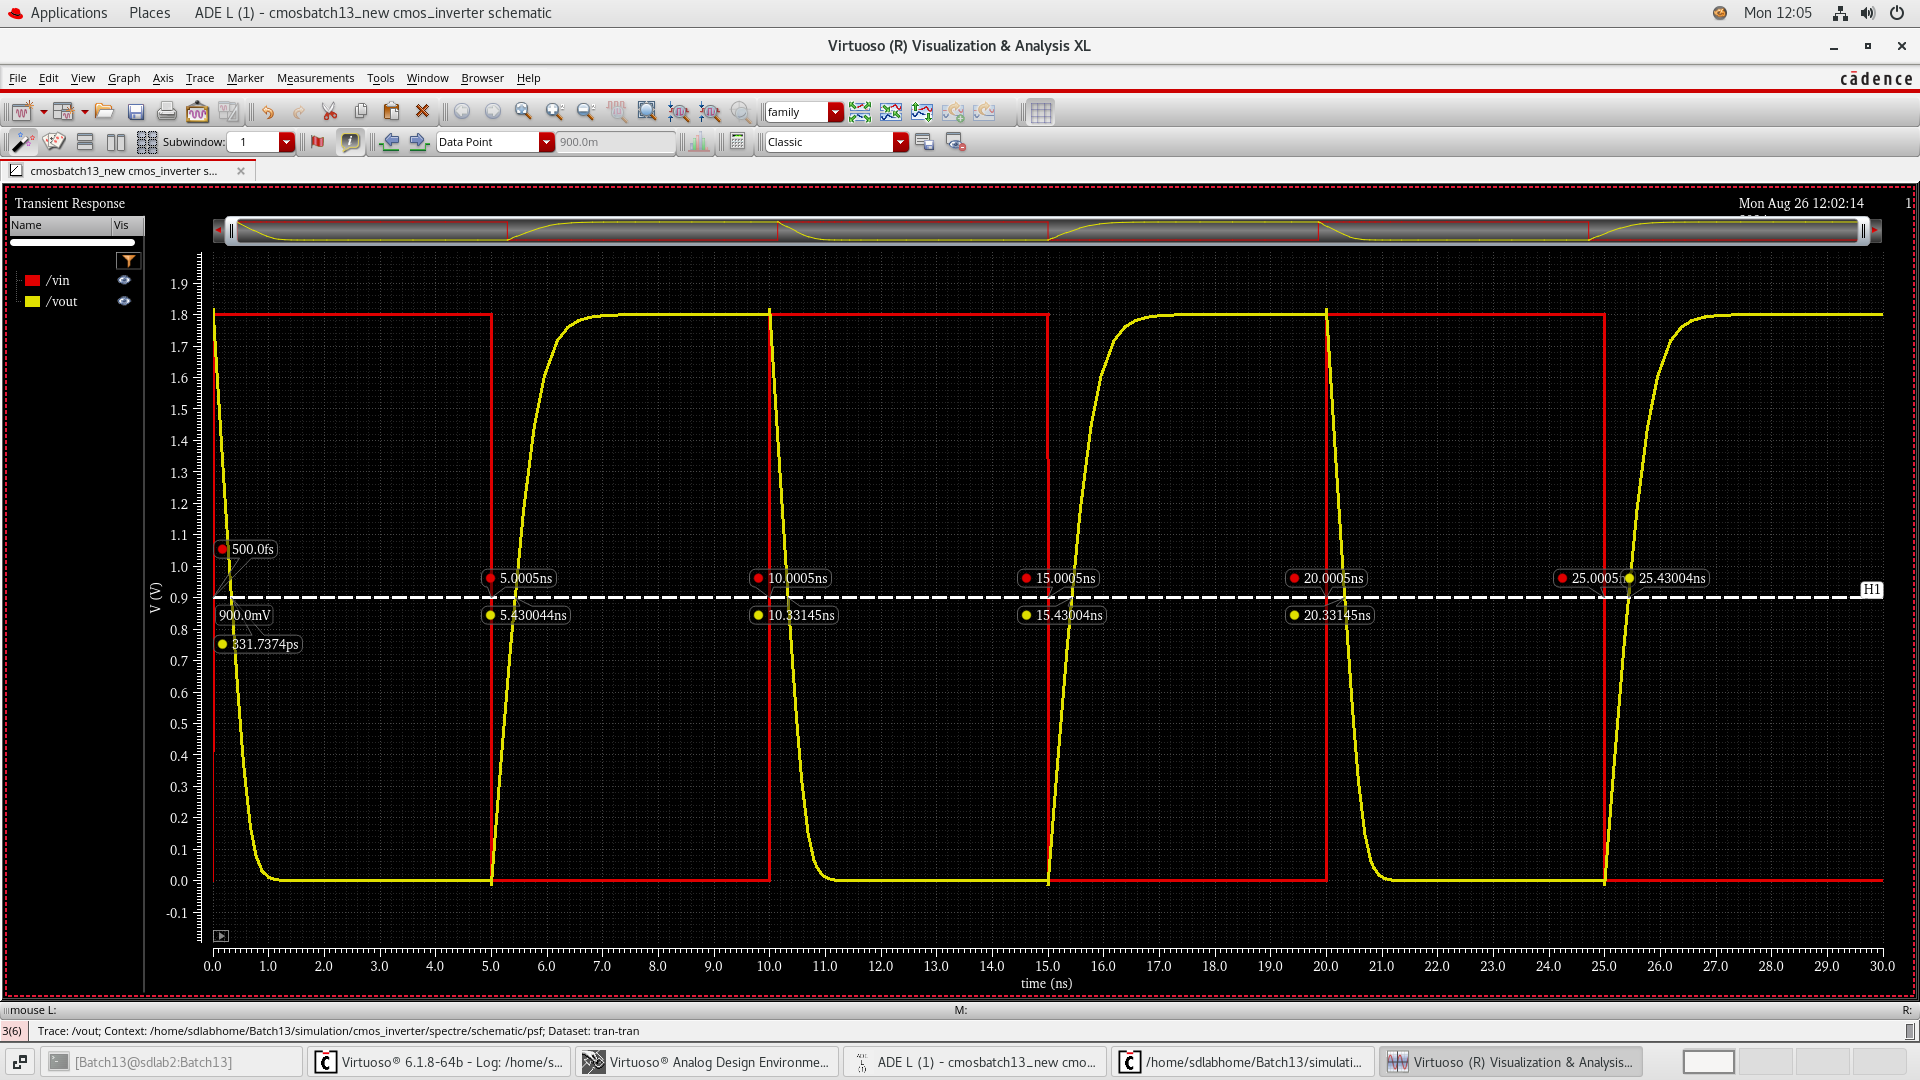 Applications Places ADE L (1) - cmosbatch13_new cmos_inverter schematic Mon 12:05
Virtuoso (R) Visualization & Analysis XL
File Edit View Graph Axis Trace Marker Measurements Tools Window Browser Help cādence
family
Subwindow: 1 Data Point 900.0m Classic
cmosbatch13_new cmos_inverter s...
Transient Response Mon Aug 26 12:02:14 1
Name Vis
/vin
/vout
1.9
1.8
1.7
1.6
1.5
1.4
1.3
1.2
1.1
1.0
0.9
0.8
0.7
0.6
0.5
0.4
0.3
0.2
0.1
0.0
-0.1
V (V)
500.0fs
5.0005ns 10.0005ns 15.0005ns 20.0005ns 25.0005 25.43004ns
H1
900.0mV 5.430044ns 10.33145ns 15.43004ns 20.33145ns
331.7374ps
0.0 1.0 2.0 3.0 4.0 5.0 6.0 7.0 8.0 9.0 10.0 11.0 12.0 13.0 14.0 15.0 16.0 17.0 18.0 19.0 20.0 21.0 22.0 23.0 24.0 25.0 26.0 27.0 28.0 29.0 30.0
time (ns)
mouse L: M: R:
3(6) Trace: /vout; Context: /home/sdlabhome/Batch13/simulation/cmos_inverter/spectre/schematic/psf; Dataset: tran-tran
[Batch13@sdlab2:Batch13] Virtuoso® 6.1.8-64b - Log: /home/s... Virtuoso® Analog Design Environme... ADE L (1) - cmosbatch13_new cmo... /home/sdlabhome/Batch13/simulati... Virtuoso (R) Visualization & Analysis...